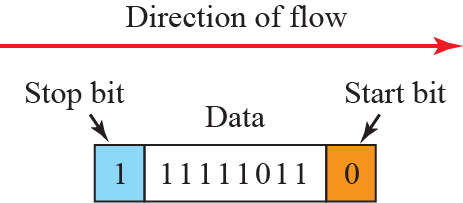 Direction of flow
Stop bit
Start bit
Data
1 11111011 0